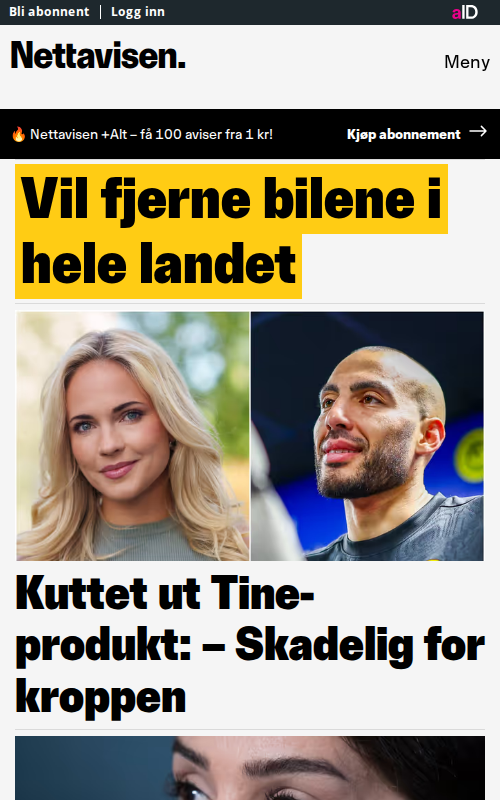 Bli abonnent | Logg inn
aID
Nettavisen.
Meny
🔥 Nettavisen +Alt – få 100 aviser fra 1 kr!
Kjøp abonnement →
Vil fjerne bilene i
hele landet
Kuttet ut Tine-
produkt: – Skadelig for
kroppen